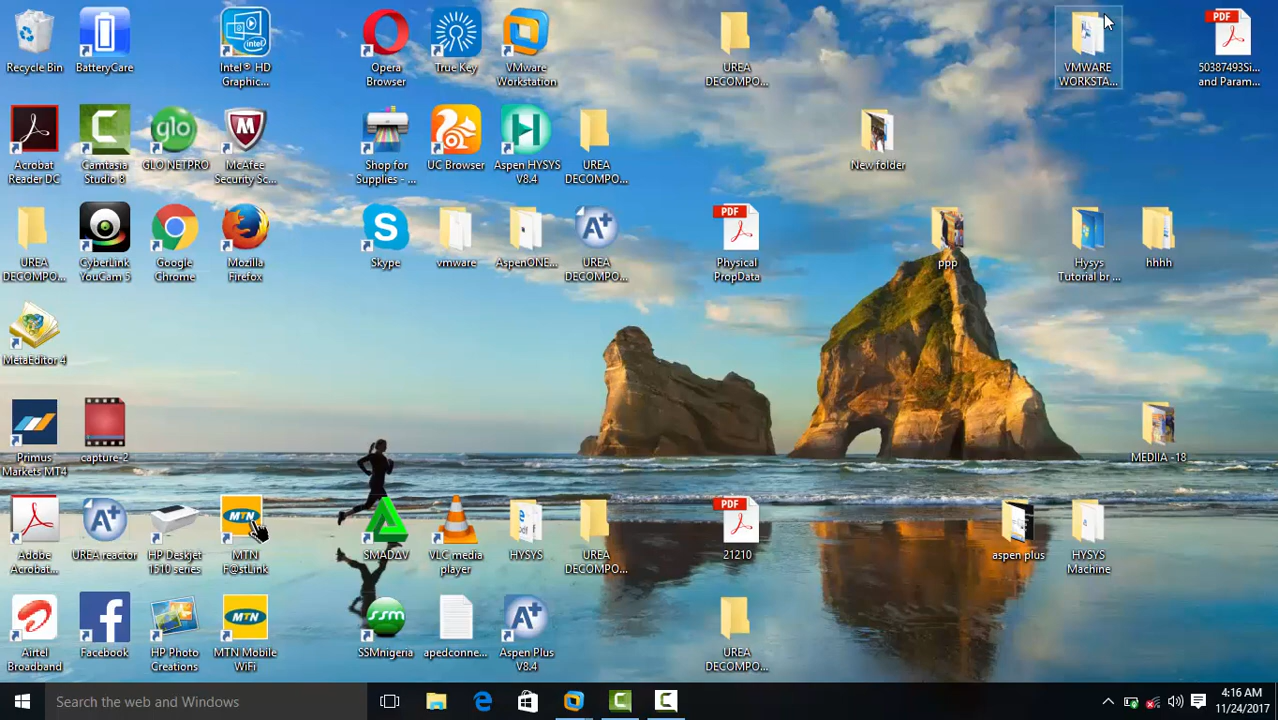 Recycle Bin
BatteryCare
Intel® HD
Graphic...
Opera
Browser
True Key
VMware
Workstation
UREA
DECOMPO...
VMWARE
WORKSTA...
PDF
50387493Si...
and Param...
Acrobat
Reader DC
Camtasia
Studio 8
glo
GLO NETPRO
McAfee
Security Sc...
Shop for
Supplies - ...
UC Browser
Aspen HYSYS
V8.4
UREA
DECOMPO...
New folder
UREA
DECOMPO...
CyberLink
YouCam 5
Google
Chrome
Mozilla
Firefox
Skype
vmware
AspenONE...
UREA
DECOMPO...
PDF
Physical
PropData
ppp
Hysys
Tutorial br ...
hhhh
MetaEditor 4
Primus
Markets MT4
capture-2
MEDIIA -18
Adobe
Acrobat...
UREA reactor
HP Deskjet
1510 series
MTN
MTN
F@stLink
SMADΔV
VLC media
player
HYSYS
UREA
DECOMPO...
PDF
21210
aspen plus
HYSYS
Machine
Airtel
Broadband
Facebook
HP Photo
Creations
MTN
MTN Mobile
WiFi
ssm
SSMnigeria
apedconne...
Aspen Plus
V8.4
UREA
DECOMPO...
Search the web and Windows
4:16 AM
11/24/2017